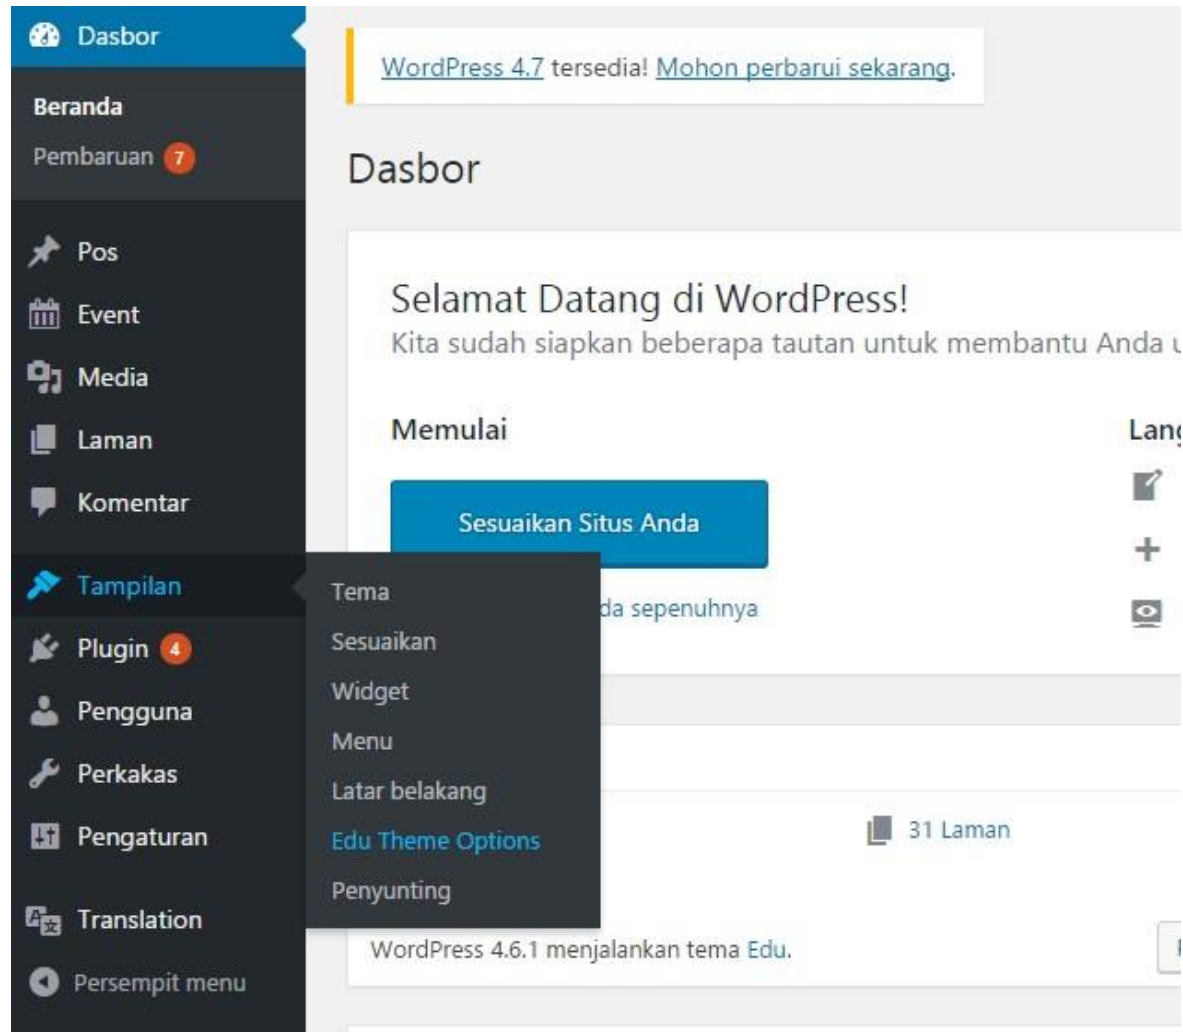 Dasbor
Beranda
Pembaruan 7
Pos
Event
Media
Laman
Komentar
Tampilan
Plugin 4
Pengguna
Perkakas
Pengaturan
Translation
Persempit menu
Tema
Sesuaikan
Widget
Menu
Latar belakang
Edu Theme Options
Penyunting
WordPress 4.7 tersedia! Mohon perbarui sekarang.
Dasbor
Selamat Datang di WordPress!
Kita sudah siapkan beberapa tautan untuk membantu Anda
Memulai
Sesuaikan Situs Anda
sepenuhnya
31 Laman
WordPress 4.6.1 menjalankan tema Edu.